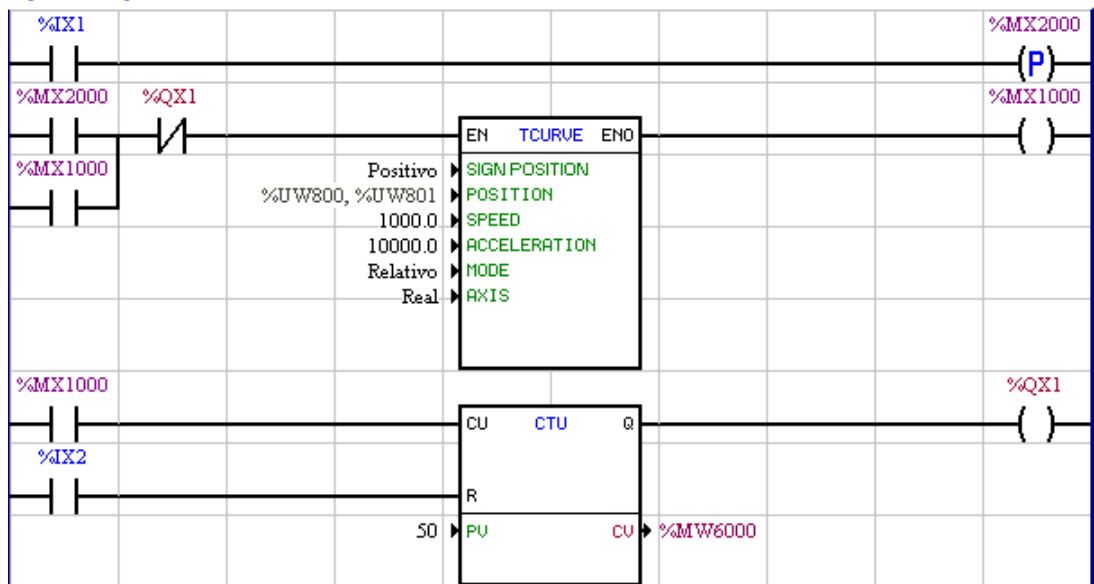 %IX1 %MX2000
(P)
%MX2000 %QX1 %MX1000
EN TCURVE ENO
%MX1000 Positivo SIGN POSITION
%UW800, %UW801 POSITION
1000.0 SPEED
10000.0 ACCELERATION
Relativo MODE
Real AXIS
%MX1000 %QX1
CU CTU Q
%IX2
R
50 PV CV %MW6000